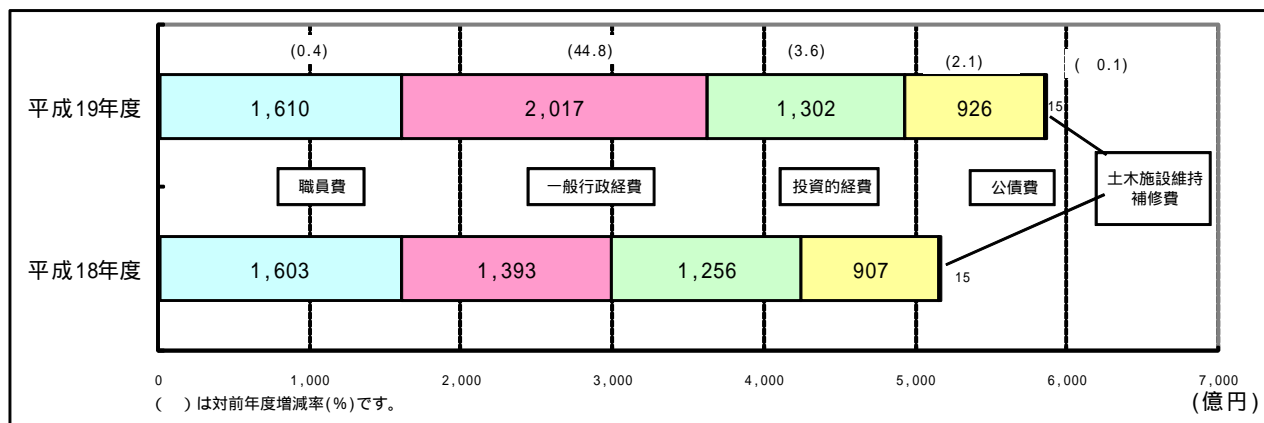 (0.4) (44.8) (3.6) (2.1) (   0.1)
平成19年度 1,610 2,017 1,302 926 15
職員費 一般行政経費 投資的経費 公債費 土木施設維持
補修費
平成18年度 1,603 1,393 1,256 907 15
0 1,000 2,000 3,000 4,000 5,000 6,000 7,000
(   )は対前年度増減率(%)です。 (億円)